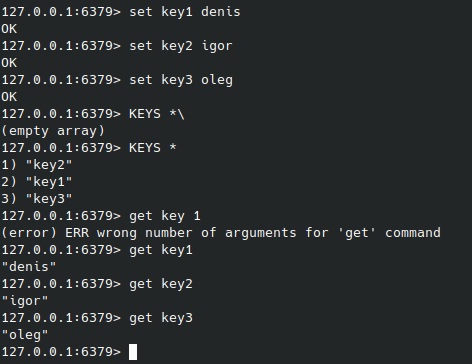 127.0.0.1:6379> set key1 denis
OK
127.0.0.1:6379> set key2 igor
OK
127.0.0.1:6379> set key3 oleg
OK
127.0.0.1:6379> KEYS *\
(empty array)
127.0.0.1:6379> KEYS *
1) "key2"
2) "key1"
3) "key3"
127.0.0.1:6379> get key 1
(error) ERR wrong number of arguments for 'get' command
127.0.0.1:6379> get key1
"denis"
127.0.0.1:6379> get key2
"igor"
127.0.0.1:6379> get key3
"oleg"
127.0.0.1:6379>